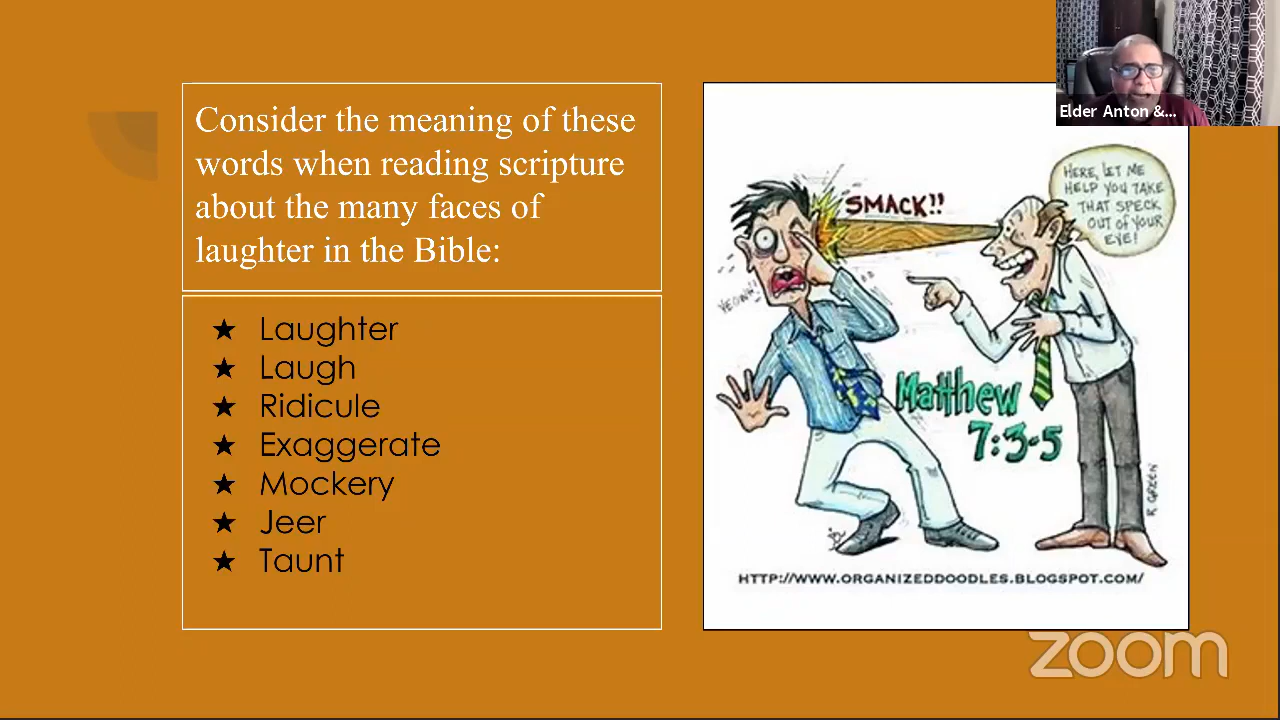 Consider the meaning of these
words when reading scripture
about the many faces of
laughter in the Bible:
★ Laughter
★ Laugh
★ Ridicule
★ Exaggerate
★ Mockery
★ Jeer
★ Taunt
Elder Anton &...
SMACK!!
HERE, LET ME
HELP YOU TAKE
THAT SPECK
OUT OF YOUR
EYE!
Matthew
7:3-5
R. GREEN
HTTP://WWW.ORGANIZEDDOODLES.BLOGSPOT.COM/
zoom